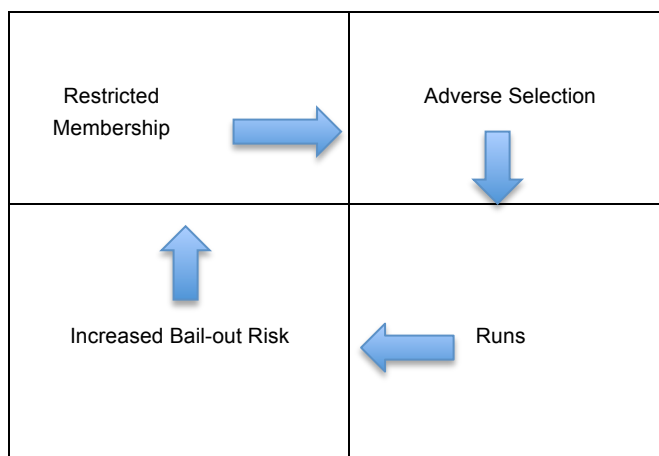 Restricted
Membership
Adverse Selection
Increased Bail-out Risk
Runs